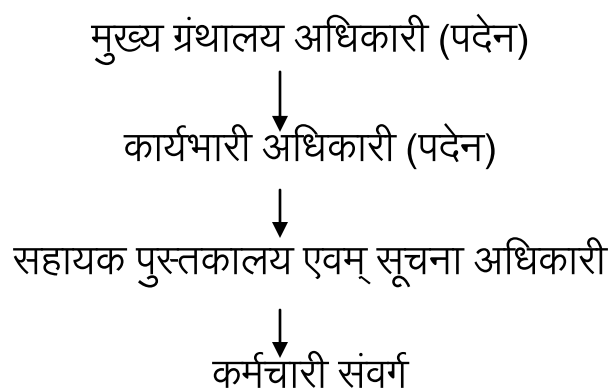 मुख्य ग्रंथालय अधिकारी (पदेन)
कार्यभारी अधिकारी (पदेन)
सहायक पुस्तकालय एवम् सूचना अधिकारी
कर्मचारी संवर्ग